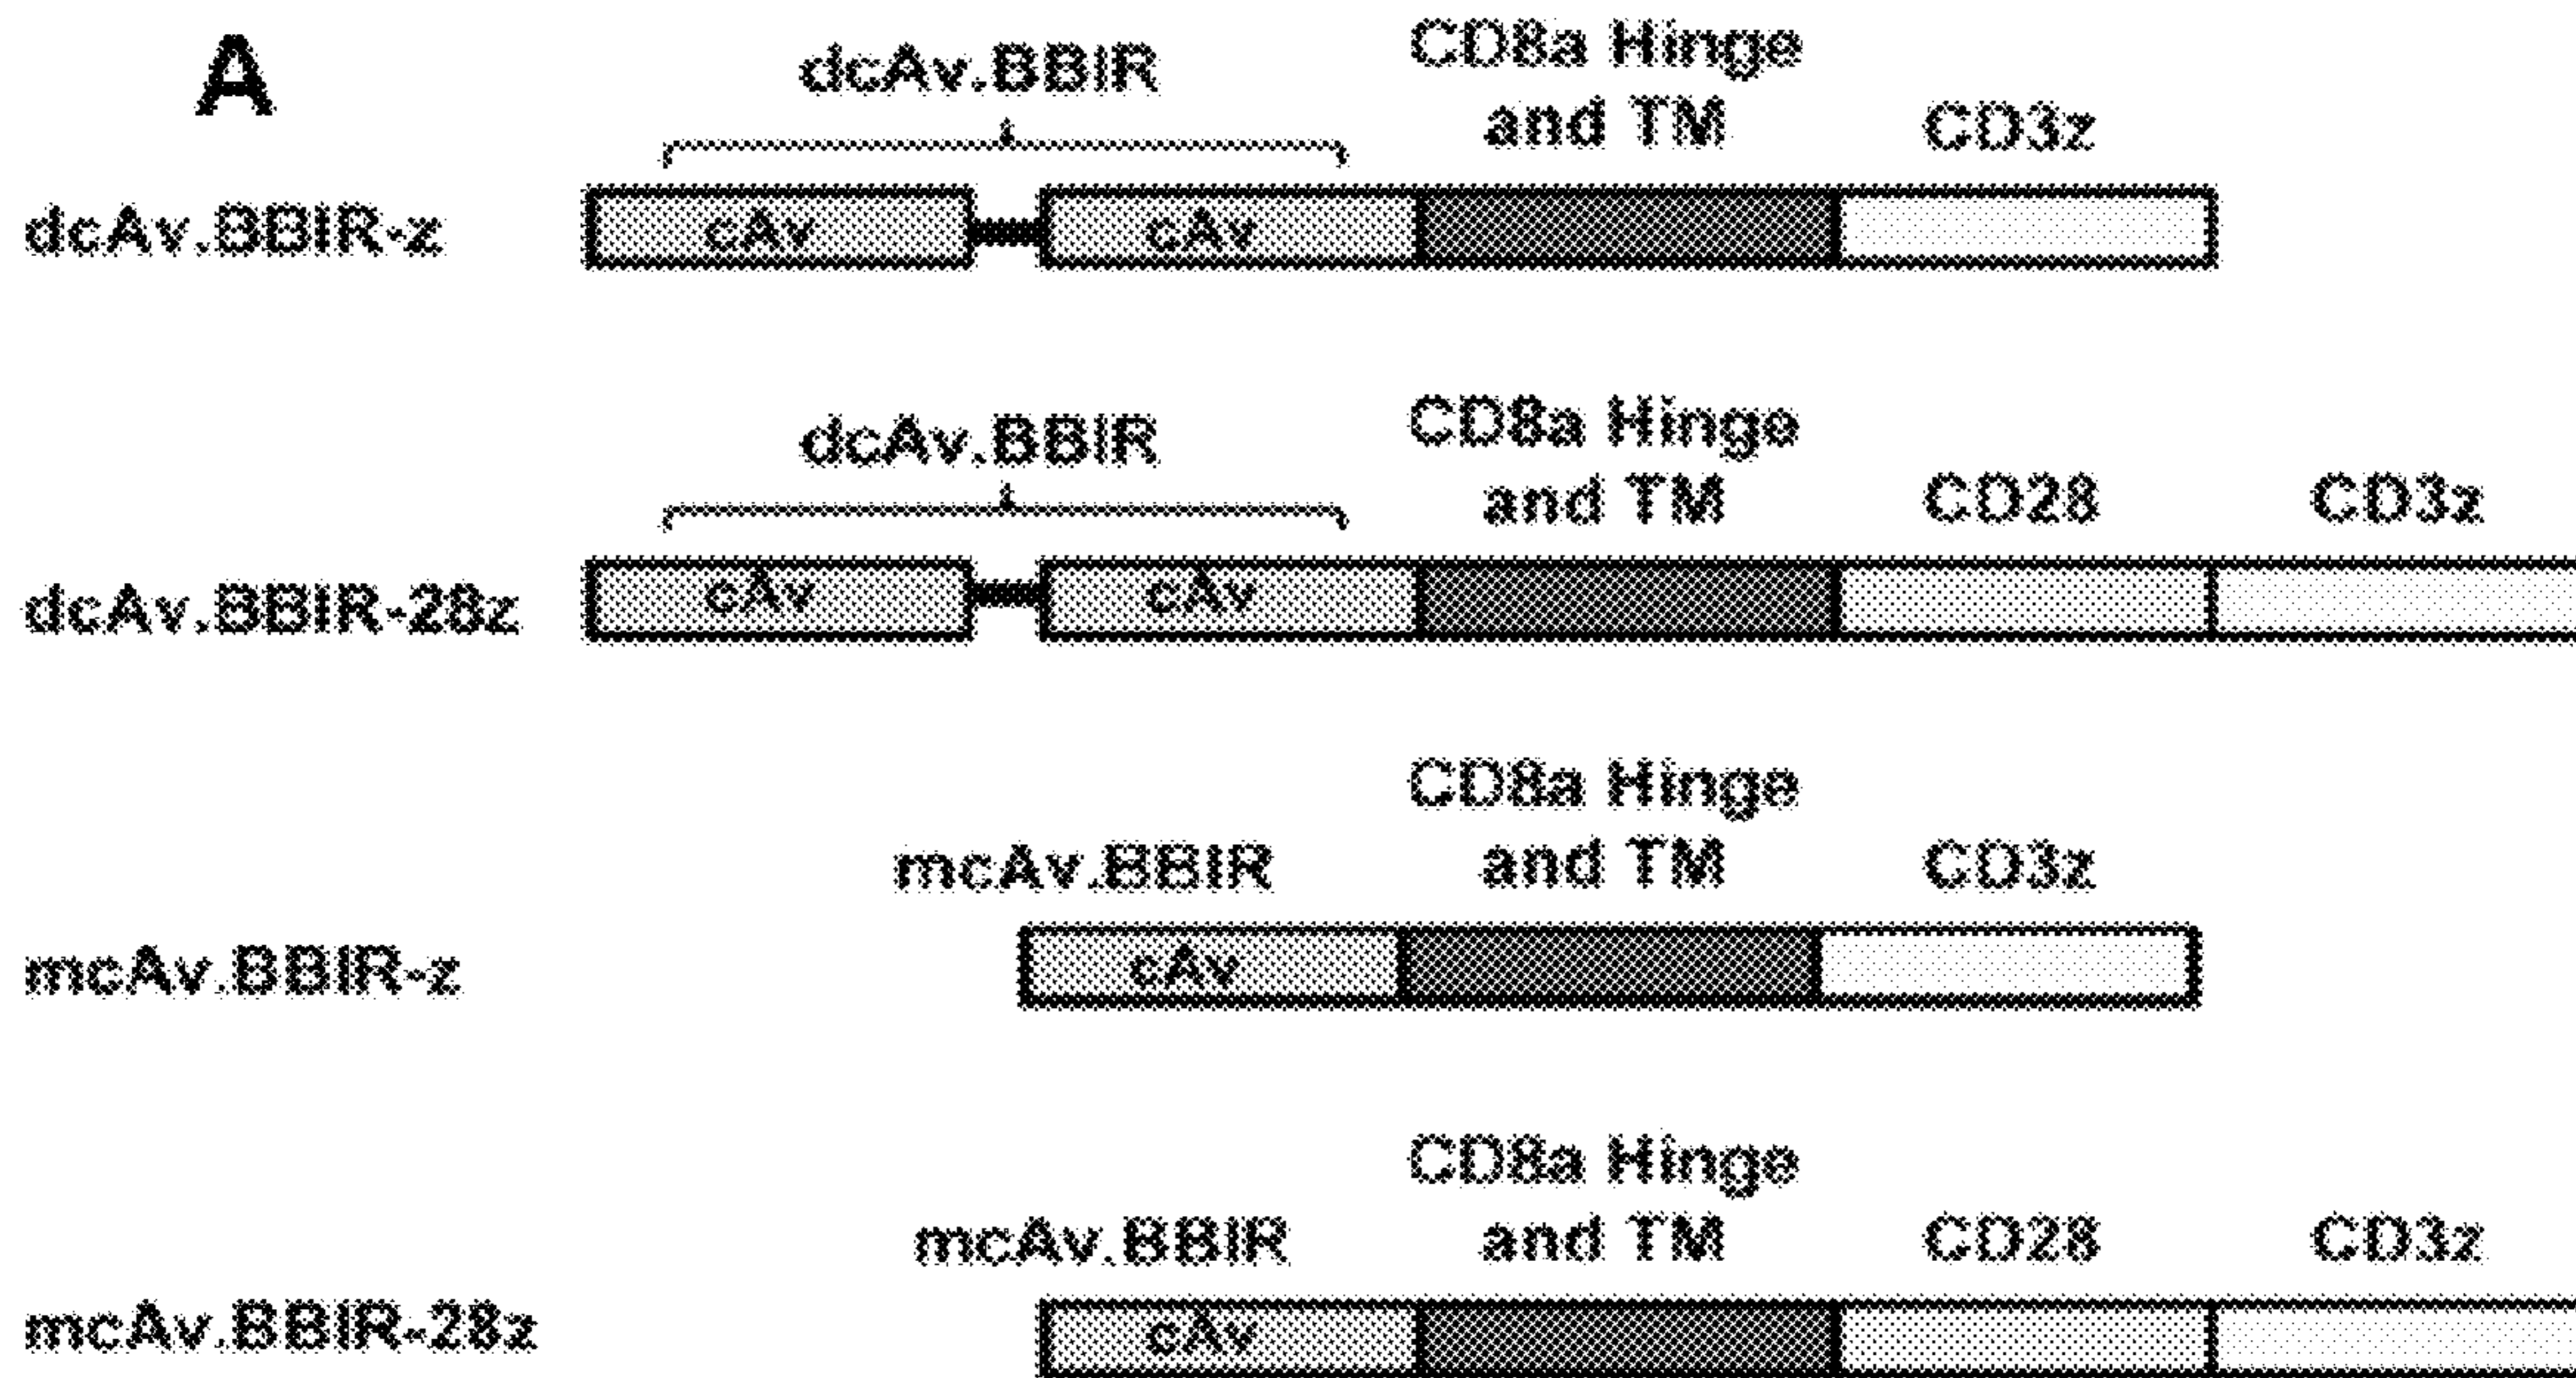 A
dcAv.BBIR
CD8a Hinge
and TM
CD3z
dcAv.BBIR-z
cAv
cAv
dcAv.BBIR
CD8a Hinge
and TM
CD28
CD3z
dcAv.BBIR-28z
cAv
cAv
mcAv.BBIR
CD8a Hinge
and TM
CD3z
mcAv.BBIR-z
cAv
mcAv.BBIR
CD8a Hinge
and TM
CD28
CD3z
mcAv.BBIR-28z
cAv